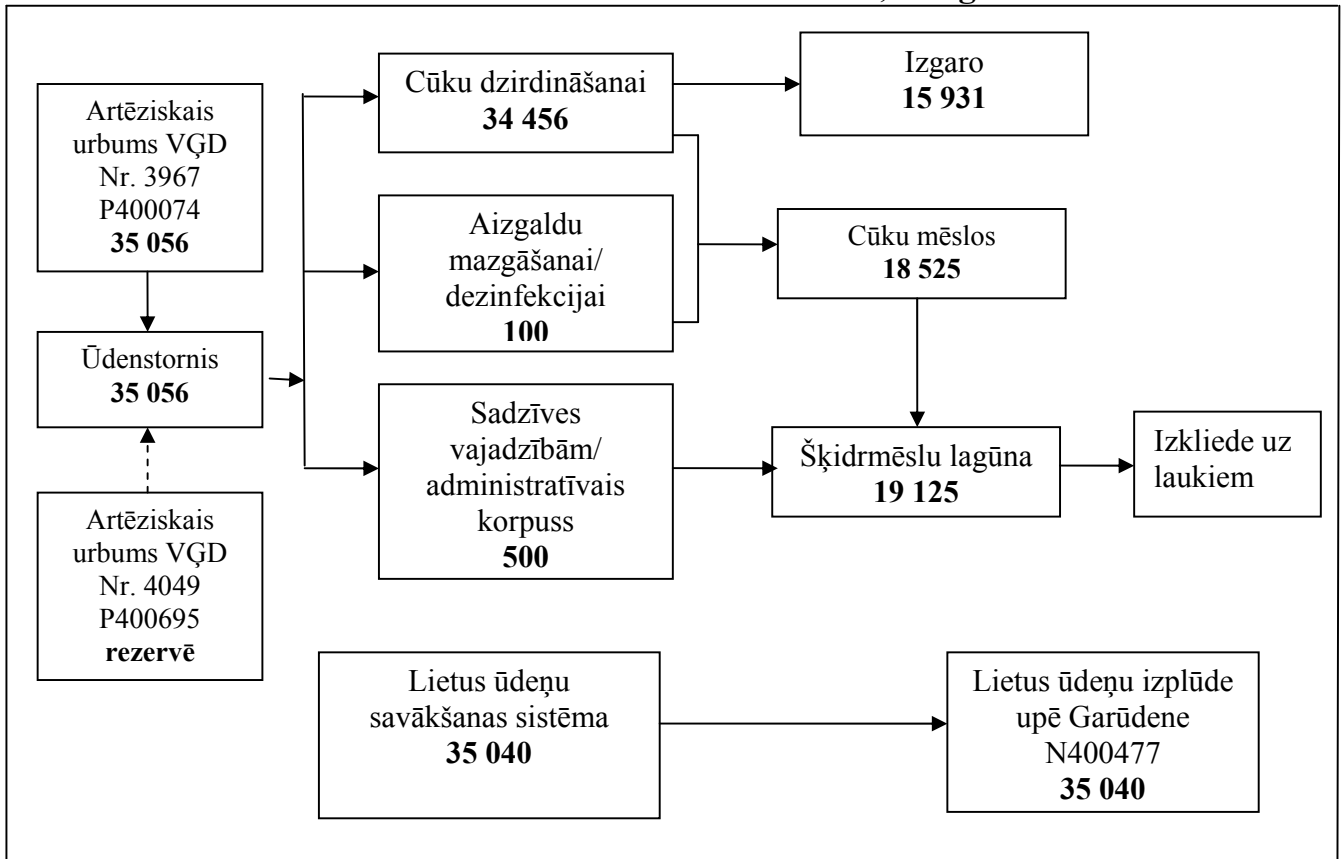 Artēziskais
urbums VĢD
Nr. 3967
P400074
35 056
Ūdenstornis
35 056
Artēziskais
urbums VĢD
Nr. 4049
P400695
rezervē
Cūku dzirdināšanai
34 456
Aizgaldu
mazgāšanai/
dezinfekcijai
100
Sadzīves
vajadzībām/
administratīvais
korpuss
500
Izgaro
15 931
Cūku mēslos
18 525
Šķidrmēslu lagūna
19 125
Izkliede uz
laukiem
Lietus ūdeņu
savākšanas sistēma
35 040
Lietus ūdeņu izplūde
upē Garūdene
N400477
35 040